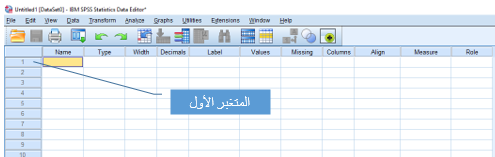 Untitled1 [DataSet0] - IBM SPSS Statistics Data Editor
File Edit View Data Transform Analyze Graphs Utilities Extensions Window Help
Name Type Width Decimals Label Values Missing Columns Align Measure Role
1
2
3
4
المتغير الأول
5
6
7
8
9
10